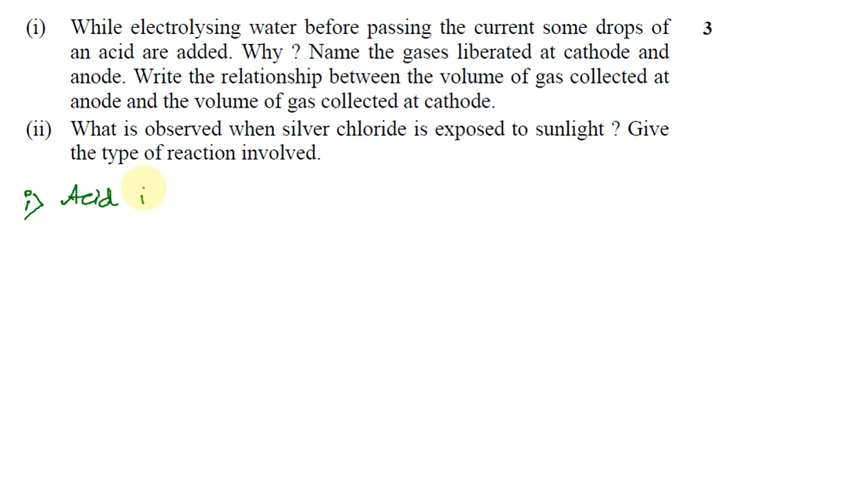 (i) While electrolysing water before passing the current some drops of 3
an acid are added. Why ? Name the gases liberated at cathode and
anode. Write the relationship between the volume of gas collected at
anode and the volume of gas collected at cathode.
(ii) What is observed when silver chloride is exposed to sunlight ? Give
the type of reaction involved.
i) Acid i